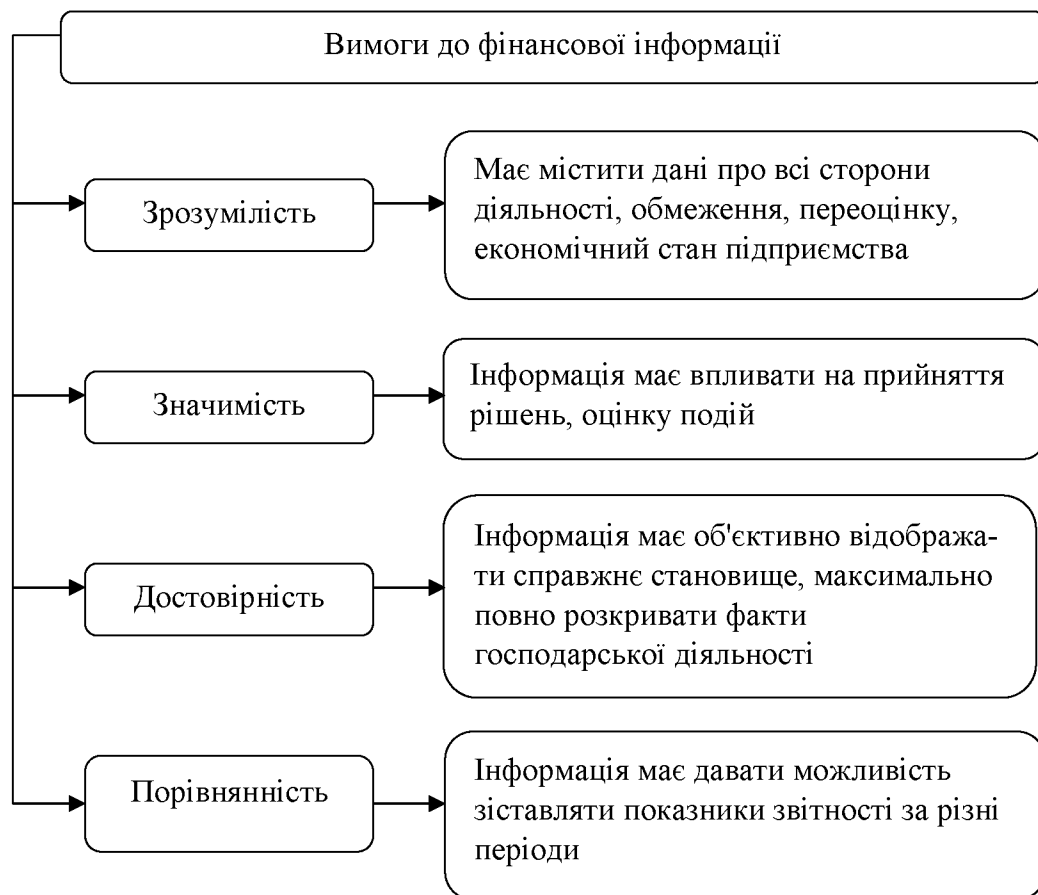 Вимоги до фінансової інформації
Зрозумілість
Має містити дані про всі сторони
діяльності, обмеження, переоцінку,
економічний стан підприємства
Значимість
Інформація має впливати на прийняття
рішень, оцінку подій
Достовірність
Інформація має об'єктивно відобража-
ти справжнє становище, максимально
повно розкривати факти
господарської діяльності
Порівнянність
Інформація має давати можливість
зіставляти показники звітності за різні
періоди